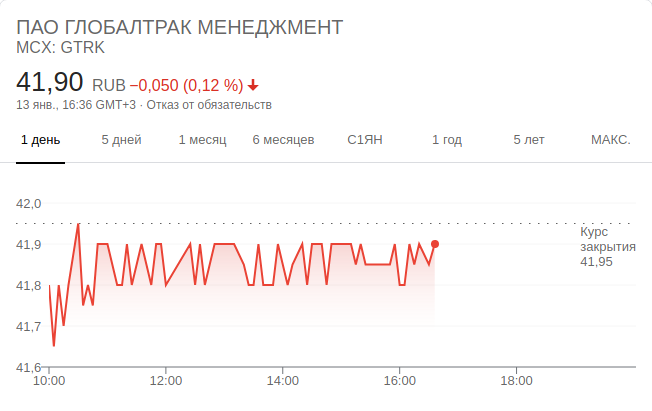 ПАО ГЛОБАЛТРАК МЕНЕДЖМЕНТ
MCX: GTRK
41,90 RUB −0,050 (0,12 %)
13 янв., 16:36 GMT+3 · Отказ от обязательств
1 день 5 дней 1 месяц 6 месяцев С1ЯН 1 год 5 лет МАКС.
42,0
41,9
41,8
41,7
41,6
Курс
закрытия
41,95
10:00 12:00 14:00 16:00 18:00